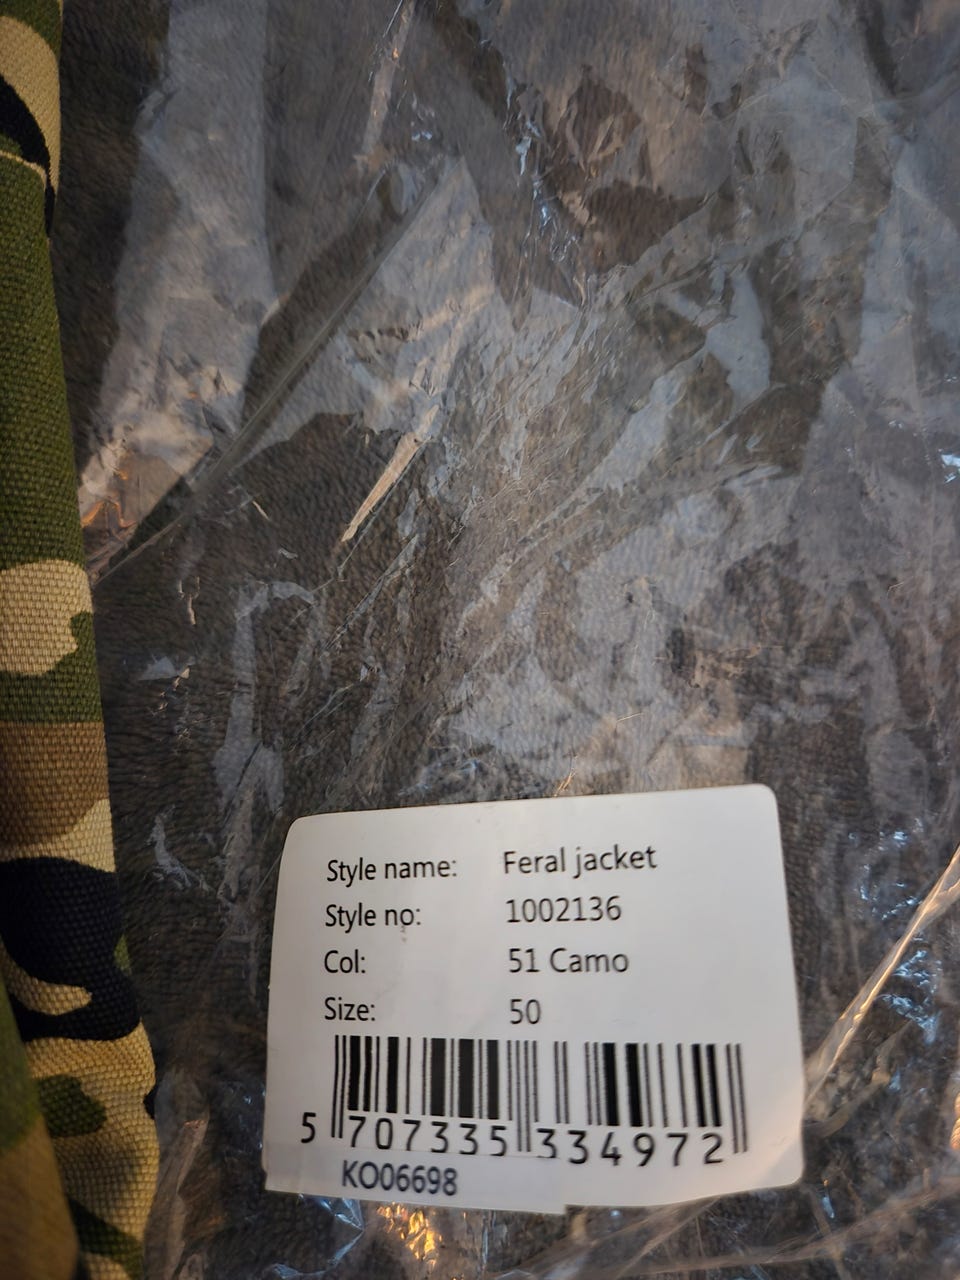 Style name: Feral jacket
Style no: 1002136
Col: 51 Camo
Size: 50
5 707335 334972
KO06698